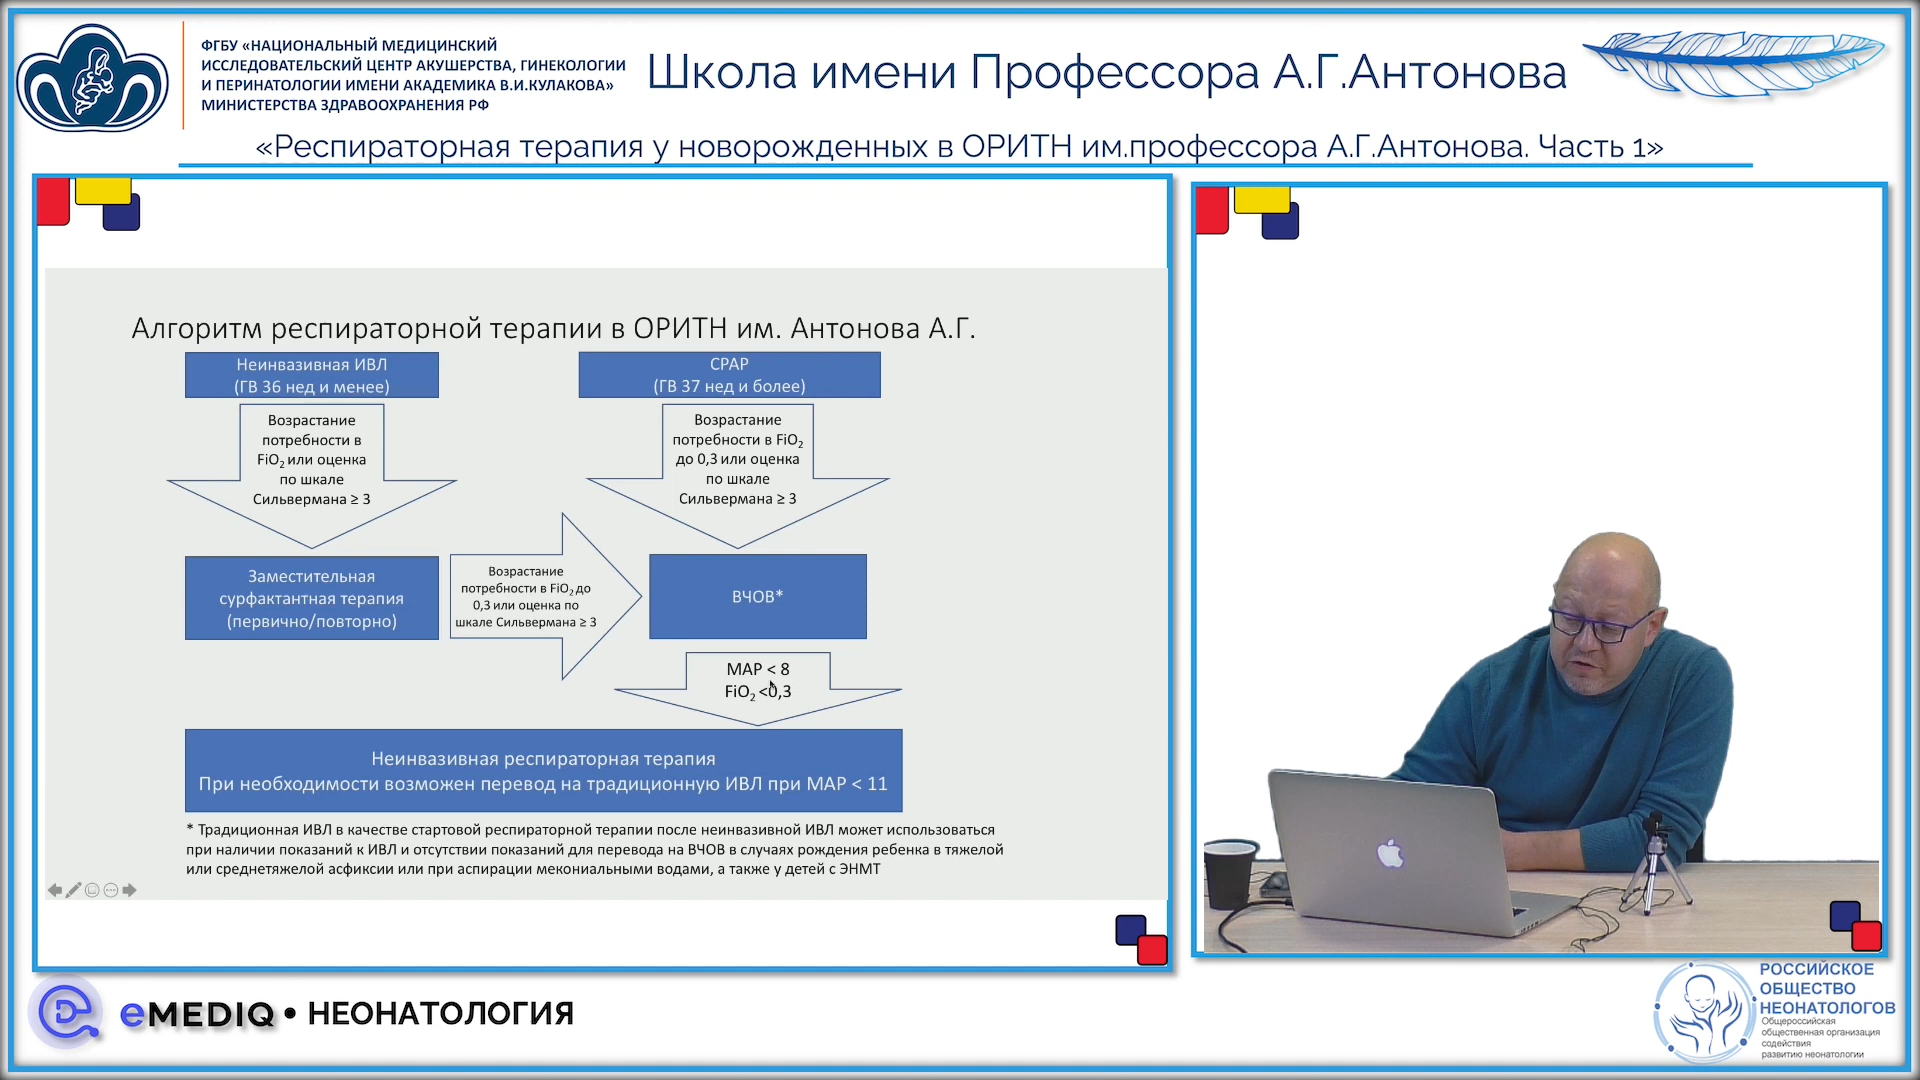 ФГБУ «НАЦИОНАЛЬНЫЙ МЕДИЦИНСКИЙ
ИССЛЕДОВАТЕЛЬСКИЙ ЦЕНТР АКУШЕРСТВА, ГИНЕКОЛОГИИ
И ПЕРИНАТОЛОГИИ ИМЕНИ АКАДЕМИКА В.И.КУЛАКОВА»
МИНИСТЕРСТВА ЗДРАВООХРАНЕНИЯ РФ
Школа имени Профессора А.Г.Антонова
«Респираторная терапия у новорожденных в ОРИТН им.профессора А.Г.Антонова. Часть 1»
Алгоритм респираторной терапии в ОРИТН им. Антонова А.Г.
Неинвазивная ИВЛ
(ГВ 36 нед и менее)
CPAP
(ГВ 37 нед и более)
Возрастание
потребности в
FiO2 или оценка
по шкале
Сильвермана ≥ 3
Возрастание
потребности в FiO2
до 0,3 или оценка
по шкале
Сильвермана ≥ 3
Заместительная
сурфактантная терапия
(первично/повторно)
Возрастание
потребности в FiO2 до
0,3 или оценка по
шкале Сильвермана ≥ 3
ВЧОВ*
MAP < 8
FiO2 <0,3
Неинвазивная респираторная терапия
При необходимости возможен перевод на традиционную ИВЛ при MAP < 11
* Традиционная ИВЛ в качестве стартовой респираторной терапии после неинвазивной ИВЛ может использоваться
при наличии показаний к ИВЛ и отсутствии показаний для перевода на ВЧОВ в случаях рождения ребенка в тяжелой
или среднетяжелой асфиксии или при аспирации мекониальными водами, а также у детей с ЭНМТ
eMEDIQ • НЕОНАТОЛОГИЯ
РОССИЙСКОЕ
ОБЩЕСТВО
НЕОНАТОЛОГОВ
Общероссийская
общественная организация
содействия
развитию неонатологии